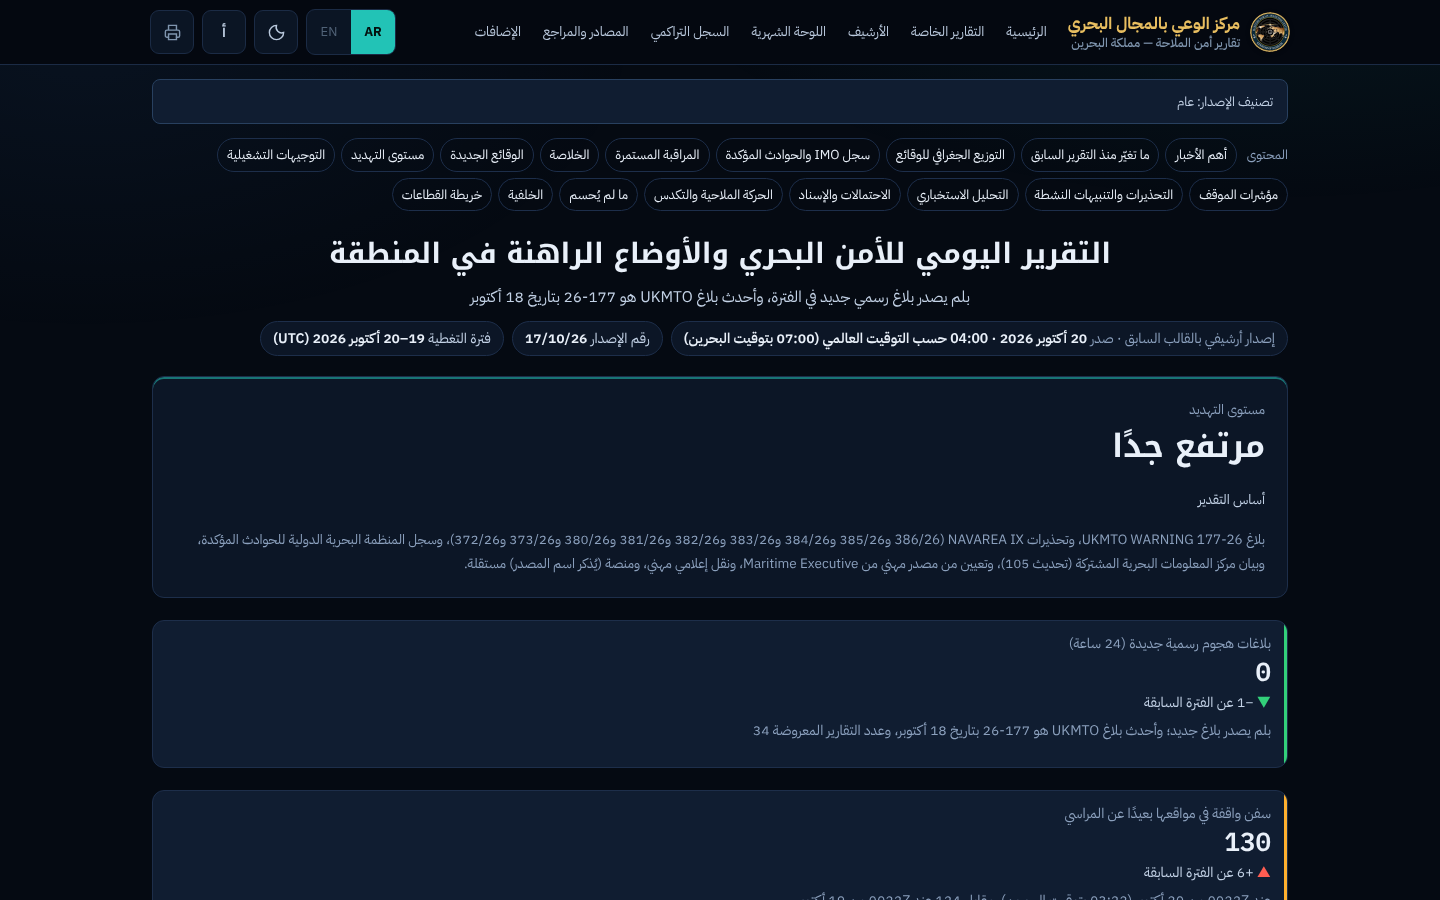 مركز الوعي بالمجال البحري
تقارير أمن الملاحة — مملكة البحرين
الرئيسية
التقارير الخاصة
الأرشيف
اللوحة الشهرية
السجل التراكمي
المصادر والمراجع
الإضافات
AR
EN
أ
تصنيف الإصدار: عام
المحتوى
أهم الأخبار
ما تغيّر منذ التقرير السابق
التوزيع الجغرافي للوقائع
سجل IMO والحوادث المؤكدة
المراقبة المستمرة
الخلاصة
الوقائع الجديدة
مستوى التهديد
التوجيهات التشغيلية
مؤشرات الموقف
التحذيرات والتنبيهات النشطة
التحليل الاستخباري
الاحتمالات والإسناد
الحركة الملاحية والتكدس
ما لم يُحسم
الخلفية
خريطة القطاعات
التقرير اليومي للأمن البحري والأوضاع الراهنة في المنطقة
بلم يصدر بلاغ رسمي جديد في الفترة، وأحدث بلاغ UKMTO هو 177-26 بتاريخ 18 أكتوبر
إصدار أرشيفي بالقالب السابق · صدر 20 أكتوبر 2026 · 04:00 حسب التوقيت العالمي (07:00 بتوقيت البحرين)
رقم الإصدار 17/10/26
فترة التغطية 19–20 أكتوبر 2026 (UTC)
مستوى التهديد
مرتفع جدًا
أساس التقدير
بلاغ UKMTO WARNING 177-26، وتحذيرات NAVAREA IX (386/26 و385/26 و384/26 و383/26 و382/26 و381/26 و380/26 و373/26 و372/26)، وسجل المنظمة البحرية الدولية للحوادث المؤكدة،
وبيان مركز المعلومات البحرية المشتركة (تحديث 105)، وتعيين من مصدر مهني من Maritime Executive، ونقل إعلامي مهني، ومنصة (يُذكر اسم المصدر) مستقلة.
بلاغات هجوم رسمية جديدة (24 ساعة)
0
▼ −1 عن الفترة السابقة
بلم يصدر بلاغ جديد؛ وأحدث بلاغ UKMTO هو 177-26 بتاريخ 18 أكتوبر، وعدد التقارير المعروضة 34
سفن واقفة في مواقعها بعيدًا عن المراسي
130
▲ +6 عن الفترة السابقة